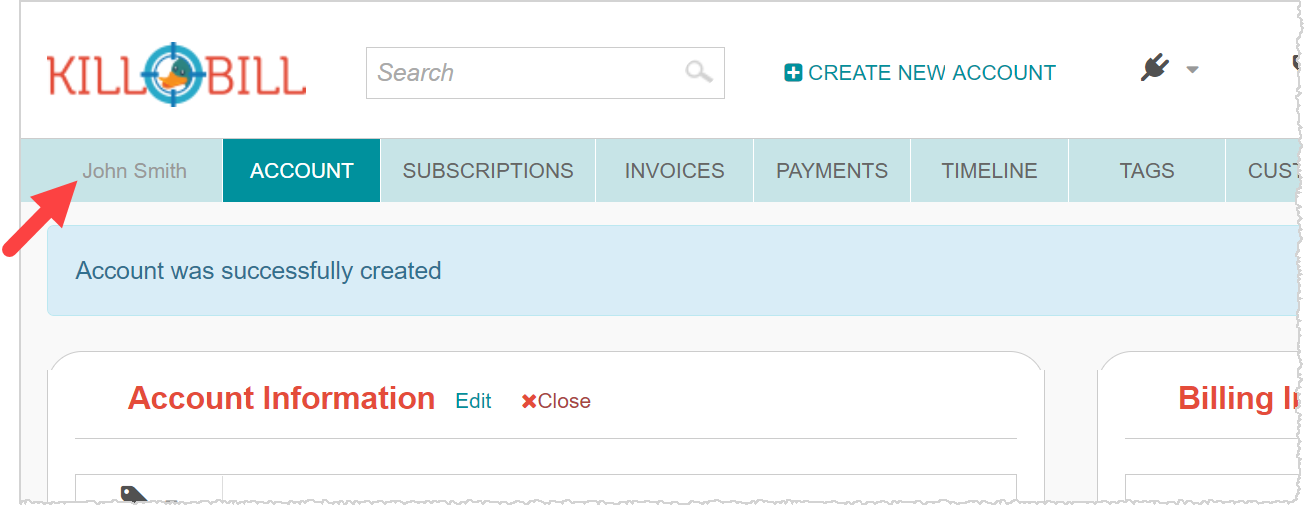 KILL BILL
Search
CREATE NEW ACCOUNT
John Smith ACCOUNT SUBSCRIPTIONS INVOICES PAYMENTS TIMELINE TAGS
Account was successfully created
Account Information Edit Close
Billing